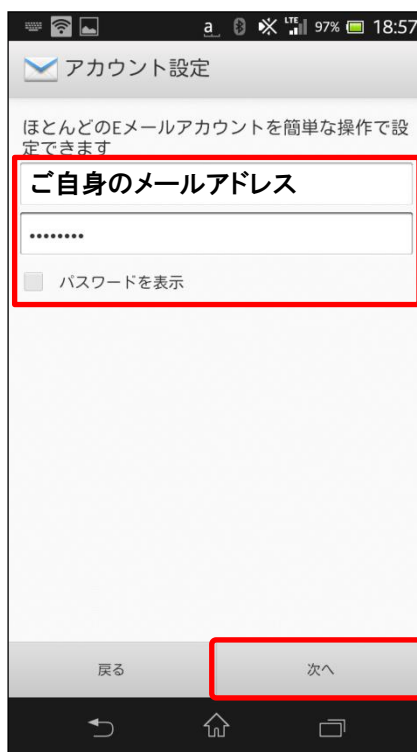 a 97% 18:57
LTE
アカウント設定
ほとんどのEメールアカウントを簡単な操作で設
定できます
ご自身のメールアドレス
........
パスワードを表示
戻る 次へ